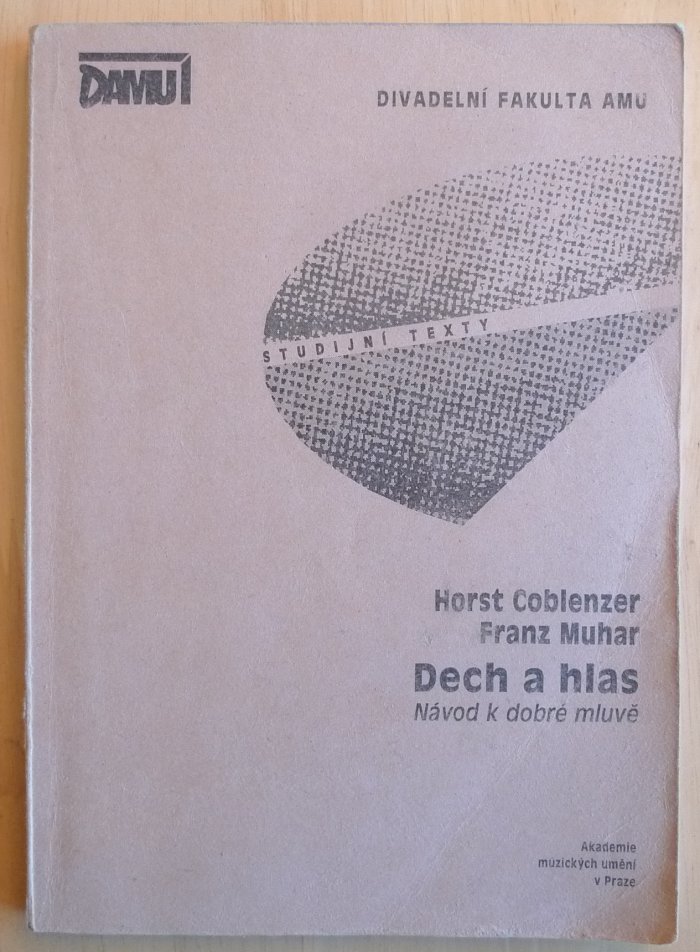 DAMU
DIVADELNÍ FAKULTA AMU
STUDIJNÍ TEXTY
Horst Coblenzer
Franz Muhar
Dech a hlas
Návod k dobré mluvě
Akademie
múzických umění
v Praze